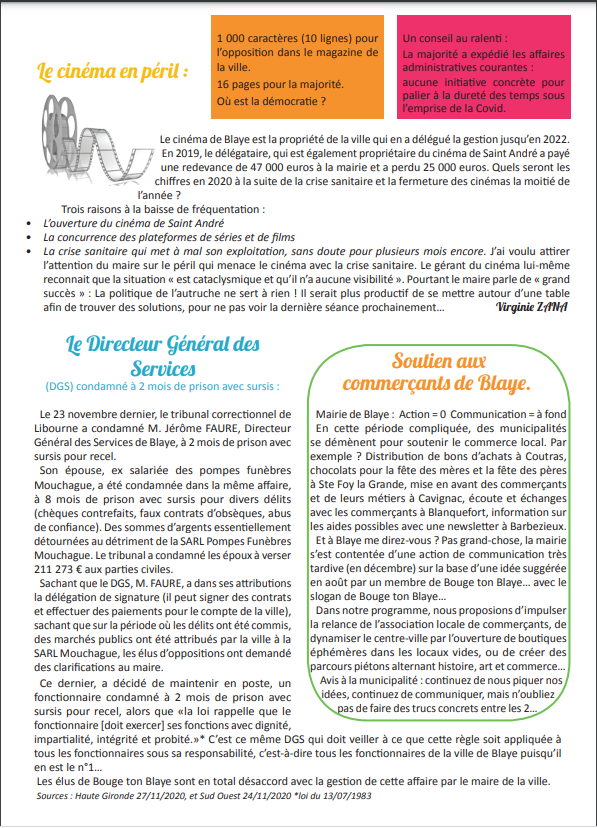 Le cinéma en péril :
1 000 caractères (10 lignes) pour
l'opposition dans le magazine de
la ville.
16 pages pour la majorité.
Où est la démocratie ?
Un conseil au ralenti :
La majorité a expédié les affaires
administratives courantes :
aucune initiative concrète pour
palier à la dureté des temps sous
l'emprise de la Covid.
Le cinéma de Blaye est la propriété de la ville qui en a délégué la gestion jusqu'en 2022.
En 2019, le délégataire, qui est également propriétaire du cinéma de Saint André a payé
une redevance de 47 000 euros à la mairie et a perdu 25 000 euros. Quels seront les
chiffres en 2020 à la suite de la crise sanitaire et la fermeture des cinémas la moitié de
l'année ?
Trois raisons à la baisse de fréquentation :
• L'ouverture du cinéma de Saint André
• La concurrence des plateformes de séries et de films
• La crise sanitaire qui met à mal son exploitation, sans doute pour plusieurs mois encore. J'ai voulu attirer
l'attention du maire sur le péril qui menace le cinéma avec la crise sanitaire. Le gérant du cinéma lui-même
reconnait que la situation « est cataclysmique et qu'il n'a aucune visibilité ». Pourtant le maire parle de « grand
succès » : La politique de l'autruche ne sert à rien ! Il serait plus productif de se mettre autour d'une table
afin de trouver des solutions, pour ne pas voir la dernière séance prochainement... Virginie ZANA
Le Directeur Général des
Services
(DGS) condamné à 2 mois de prison avec sursis :
Le 23 novembre dernier, le tribunal correctionnel de
Libourne a condamné M. Jérôme FAURE, Directeur
Général des Services de Blaye, à 2 mois de prison avec
sursis pour recel.
Son épouse, ex salariée des pompes funèbres
Mouchague, a été condamnée dans la même affaire,
à 8 mois de prison avec sursis pour divers délits
(chèques contrefaits, faux contrats d'obsèques, abus
de confiance). Des sommes d'argents essentiellement
détournées au détriment de la SARL Pompes Funèbres
Mouchague. Le tribunal a condamné les époux à verser
211 273 € aux parties civiles.
Sachant que le DGS, M. FAURE, a dans ses attributions
la délégation de signature (il peut signer des contrats
et effectuer des paiements pour le compte de la ville),
sachant que sur la période où les délits ont été commis,
des marchés publics ont été attribués par la ville à la
SARL Mouchague, les élus d'oppositions ont demandé
des clarifications au maire.
Ce dernier, a décidé de maintenir en poste, un
fonctionnaire condamné à 2 mois de prison avec
sursis pour recel, alors que «la loi rappelle que le
fonctionnaire [doit exercer] ses fonctions avec dignité,
impartialité, intégrité et probité.»* C'est ce même DGS qui doit veiller à ce que cette règle soit appliquée à
tous les fonctionnaires sous sa responsabilité, c'est-à-dire tous les fonctionnaires de la ville de Blaye puisqu'il
en est le n°1...
Les élus de Bouge ton Blaye sont en total désaccord avec la gestion de cette affaire par le maire de la ville.
Sources : Haute Gironde 27/11/2020, et Sud Ouest 24/11/2020 *loi du 13/07/1983
Soutien aux
commerçants de Blaye.
Mairie de Blaye : Action = 0 Communication = à fond
En cette période compliquée, des municipalités
se démènent pour soutenir le commerce local. Par
exemple ? Distribution de bons d'achats à Coutras,
chocolats pour la fête des mères et la fête des pères
à Ste Foy la Grande, mise en avant des commerçants
et de leurs métiers à Cavignac, écoute et échanges
avec les commerçants à Blanquefort, information sur
les aides possibles avec une newsletter à Barbezieux.
Et à Blaye me direz-vous ? Pas grand-chose, la mairie
s'est contentée d'une action de communication très
tardive (en décembre) sur la base d'une idée suggérée
en août par un membre de Bouge ton Blaye... avec le
slogan de Bouge ton Blaye...
Dans notre programme, nous proposions d'impulser
la relance de l'association locale de commerçants, de
dynamiser le centre-ville par l'ouverture de boutiques
éphémères dans les locaux vides, ou de créer des
parcours piétons alternant histoire, art et commerce...
Avis à la municipalité : continuez de nous piquer nos
idées, continuez de communiquer, mais n'oubliez
pas de faire des trucs concrets entre les 2...